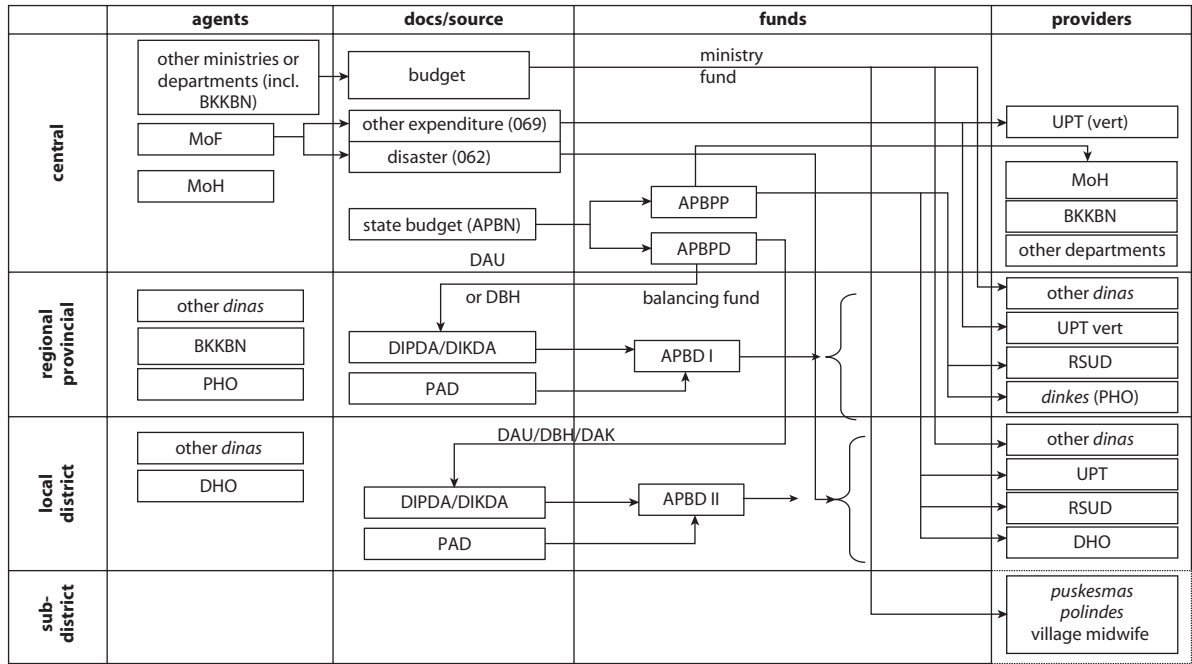 agents
docs/source
funds
providers
central
other ministries or
departments (incl.
BKKBN)
MoF
MoH
budget
other expenditure (069)
disaster (062)
state budget (APBN)
DAU
ministry
fund
APBPP
APBPD
UPT (vert)
MoH
BKKBN
other departments
regional
provincial
other dinas
BKKBN
PHO
or DBH
DIPDA/DIKDA
PAD
balancing fund
APBD I
other dinas
UPT vert
RSUD
dinkes (PHO)
local
district
other dinas
DHO
DAU/DBH/DAK
DIPDA/DIKDA
PAD
APBD II
other dinas
UPT
RSUD
DHO
sub-
district
puskesmas
polindes
village midwife